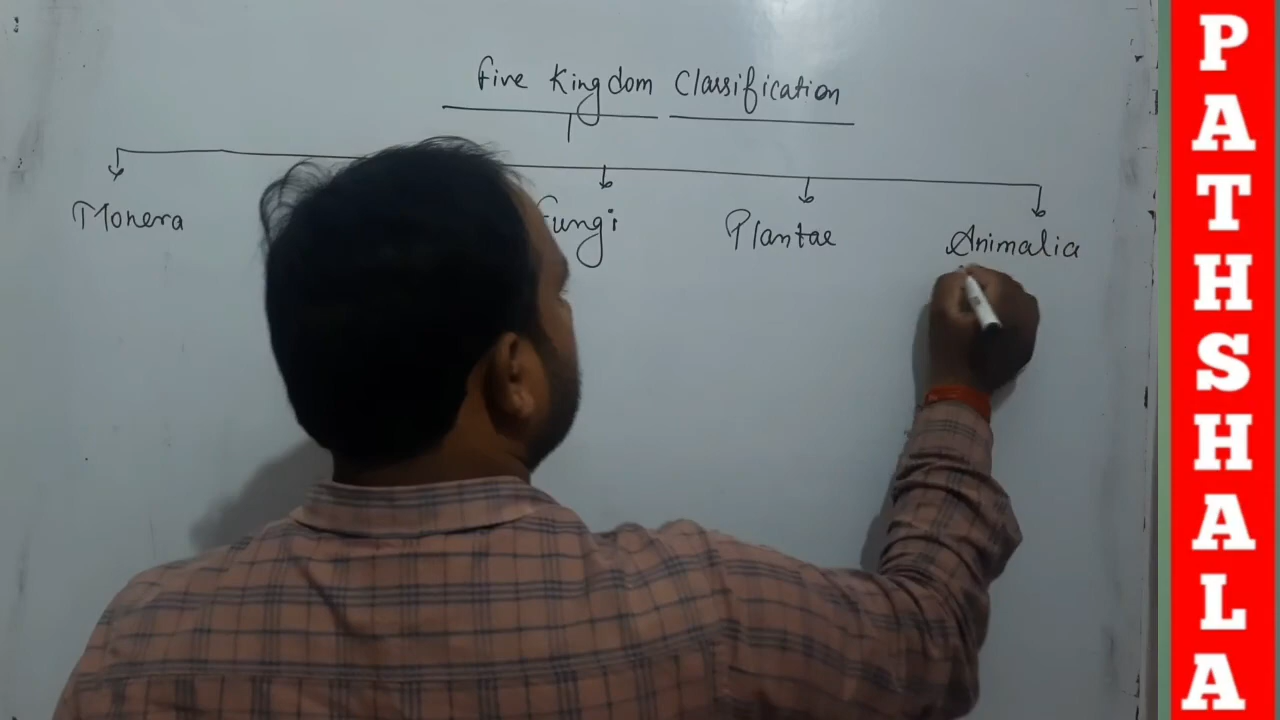 Five Kingdom Classification
Monera
Fungi
Plantae
Animalia
PATHSHALA